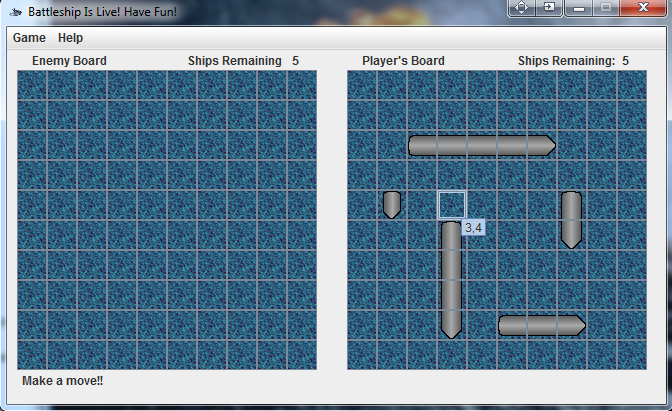 Battleship Is Live! Have Fun!
Game Help
Enemy Board Ships Remaining 5
Player's Board Ships Remaining: 5
3,4
Make a move!!